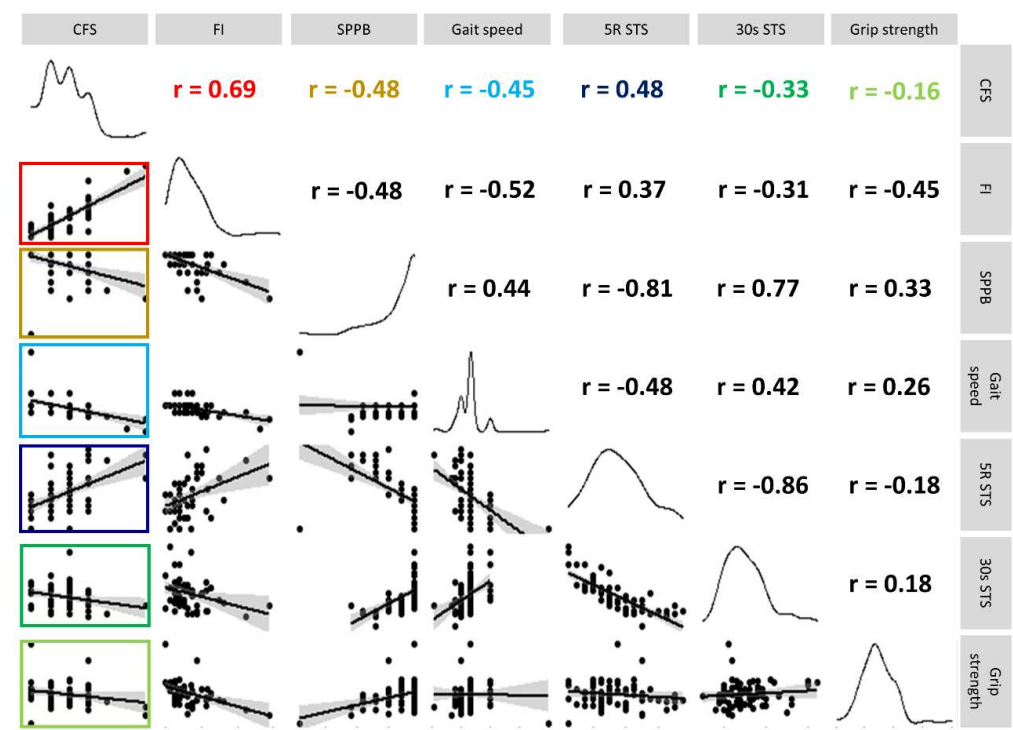 CFS FI SPPB Gait speed 5R STS 30s STS Grip strength
r = 0.69 r = -0.48 r = -0.45 r = 0.48 r = -0.33 r = -0.16 CFS
r = -0.48 r = -0.52 r = 0.37 r = -0.31 r = -0.45 FI
r = 0.44 r = -0.81 r = 0.77 r = 0.33 SPPB
r = -0.48 r = 0.42 r = 0.26 Gait
speed
r = -0.86 r = -0.18 5R STS
r = 0.18 30s STS
Grip
strength